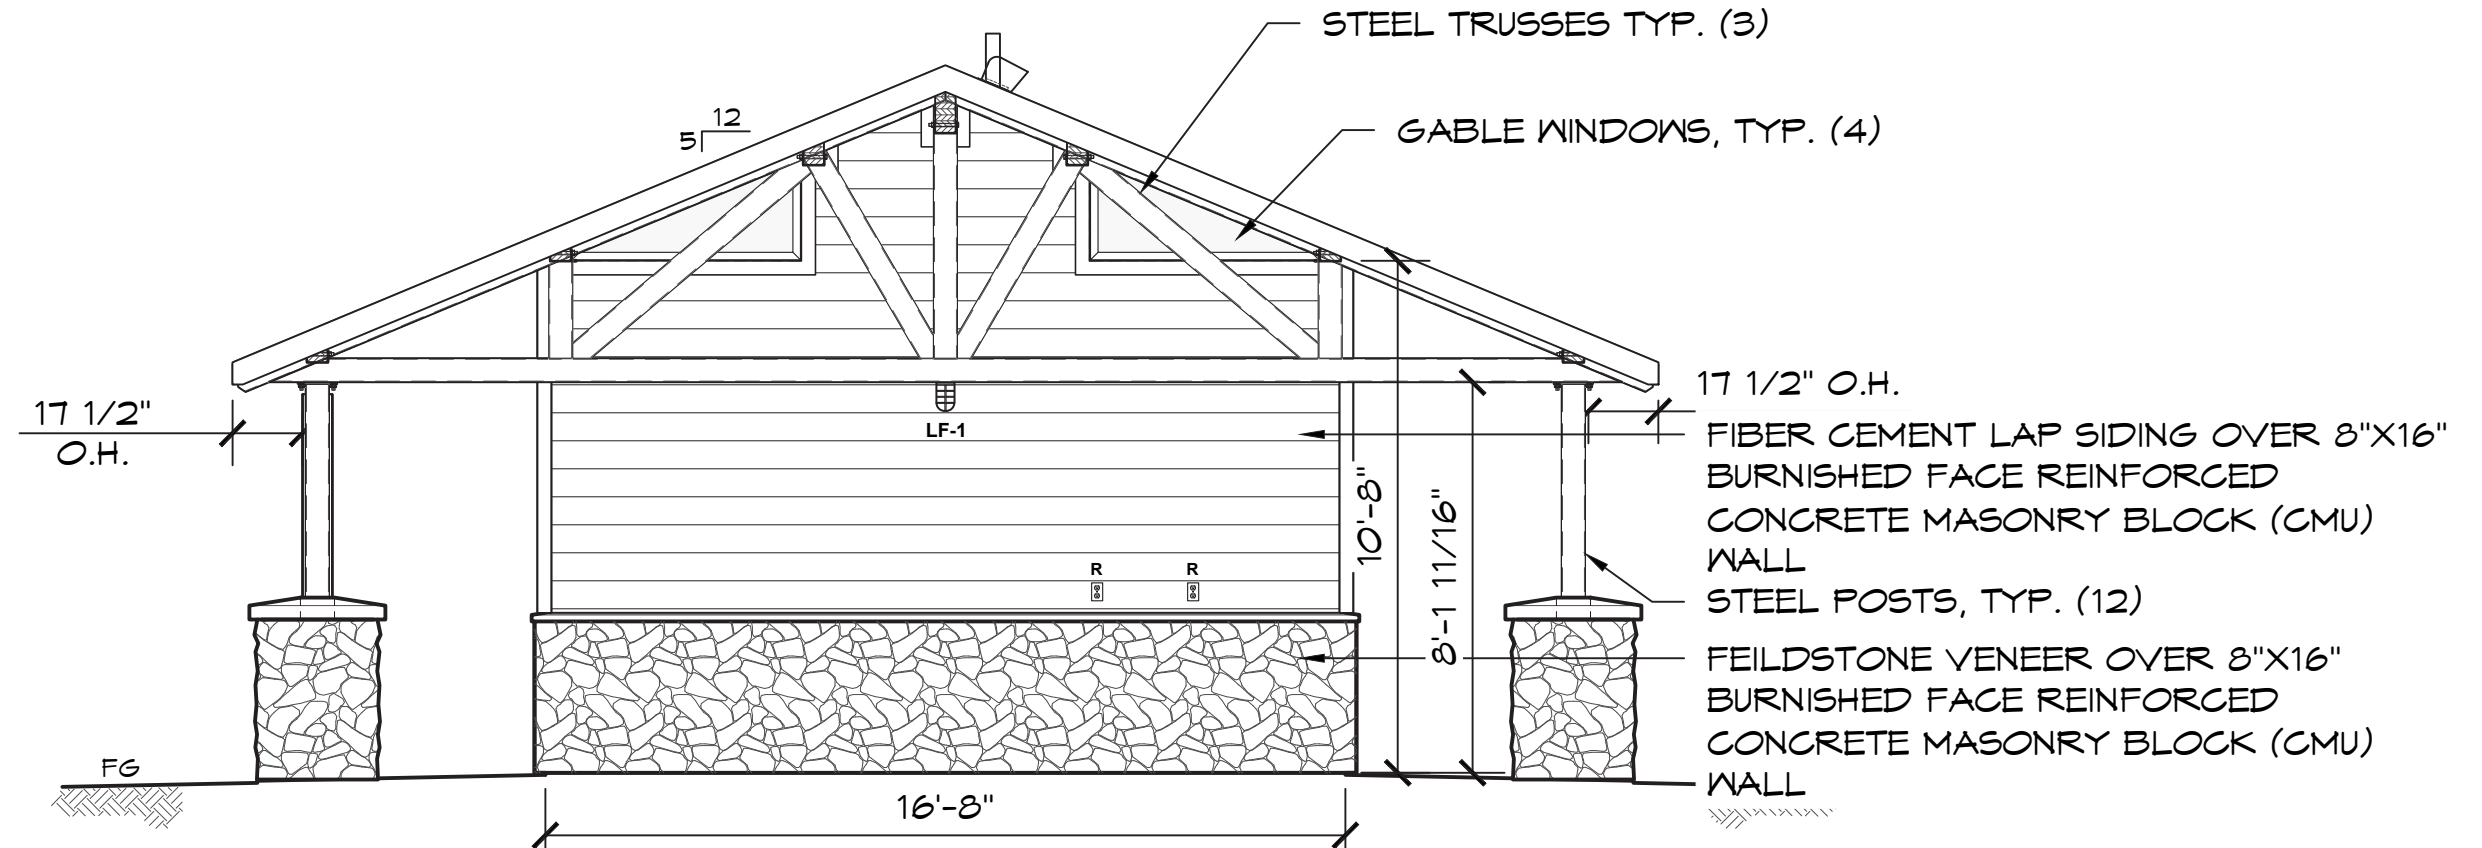 STEEL TRUSSES TYP. (3)
12
5
GABLE WINDOWS, TYP. (4)
17 1/2"
O.H.
17 1/2" O.H.
LF-1
FIBER CEMENT LAP SIDING OVER 8"X16"
BURNISHED FACE REINFORCED
CONCRETE MASONRY BLOCK (CMU)
WALL
10'-8"
8'-1 11/16"
R
R
STEEL POSTS, TYP. (12)
FEILDSTONE VENEER OVER 8"X16"
BURNISHED FACE REINFORCED
CONCRETE MASONRY BLOCK (CMU)
WALL
FG
16'-8"